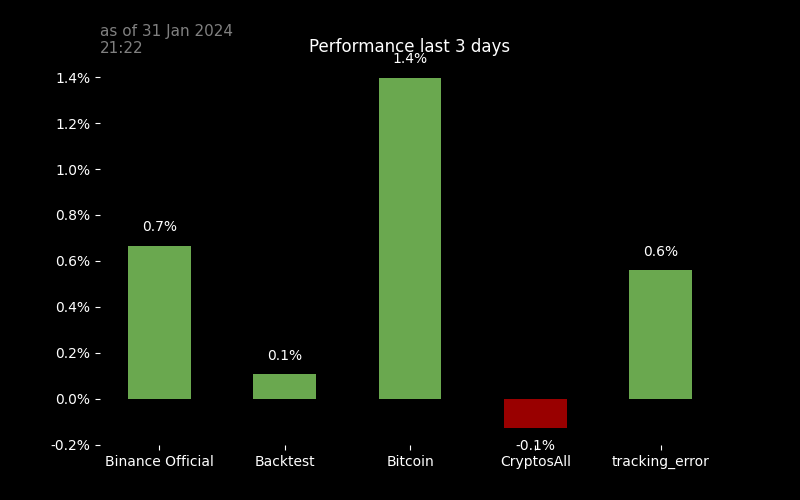 as of 31 Jan 2024
21:22
Performance last 3 days
1.4%
1.4%
1.2%
1.0%
0.8%
0.7%
0.6%
0.6%
0.4%
0.2%
0.1%
0.0%
-0.2%
-0.1%
Binance Official
Backtest
Bitcoin
CryptosAll
tracking_error